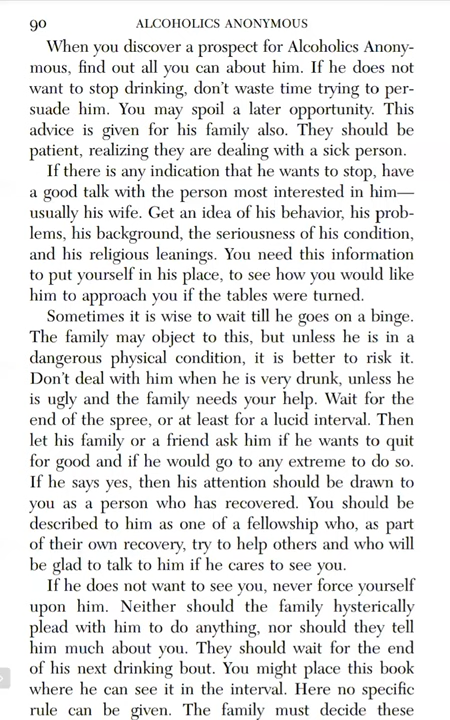 90 ALCOHOLICS ANONYMOUS
When you discover a prospect for Alcoholics Anony-
mous, find out all you can about him. If he does not
want to stop drinking, don't waste time trying to per-
suade him. You may spoil a later opportunity. This
advice is given for his family also. They should be
patient, realizing they are dealing with a sick person.
If there is any indication that he wants to stop, have
a good talk with the person most interested in him—
usually his wife. Get an idea of his behavior, his prob-
lems, his background, the seriousness of his condition,
and his religious leanings. You need this information
to put yourself in his place, to see how you would like
him to approach you if the tables were turned.
Sometimes it is wise to wait till he goes on a binge.
The family may object to this, but unless he is in a
dangerous physical condition, it is better to risk it.
Don't deal with him when he is very drunk, unless he
is ugly and the family needs your help. Wait for the
end of the spree, or at least for a lucid interval. Then
let his family or a friend ask him if he wants to quit
for good and if he would go to any extreme to do so.
If he says yes, then his attention should be drawn to
you as a person who has recovered. You should be
described to him as one of a fellowship who, as part
of their own recovery, try to help others and who will
be glad to talk to him if he cares to see you.
If he does not want to see you, never force yourself
upon him. Neither should the family hysterically
plead with him to do anything, nor should they tell
him much about you. They should wait for the end
of his next drinking bout. You might place this book
where he can see it in the interval. Here no specific
rule can be given. The family must decide these